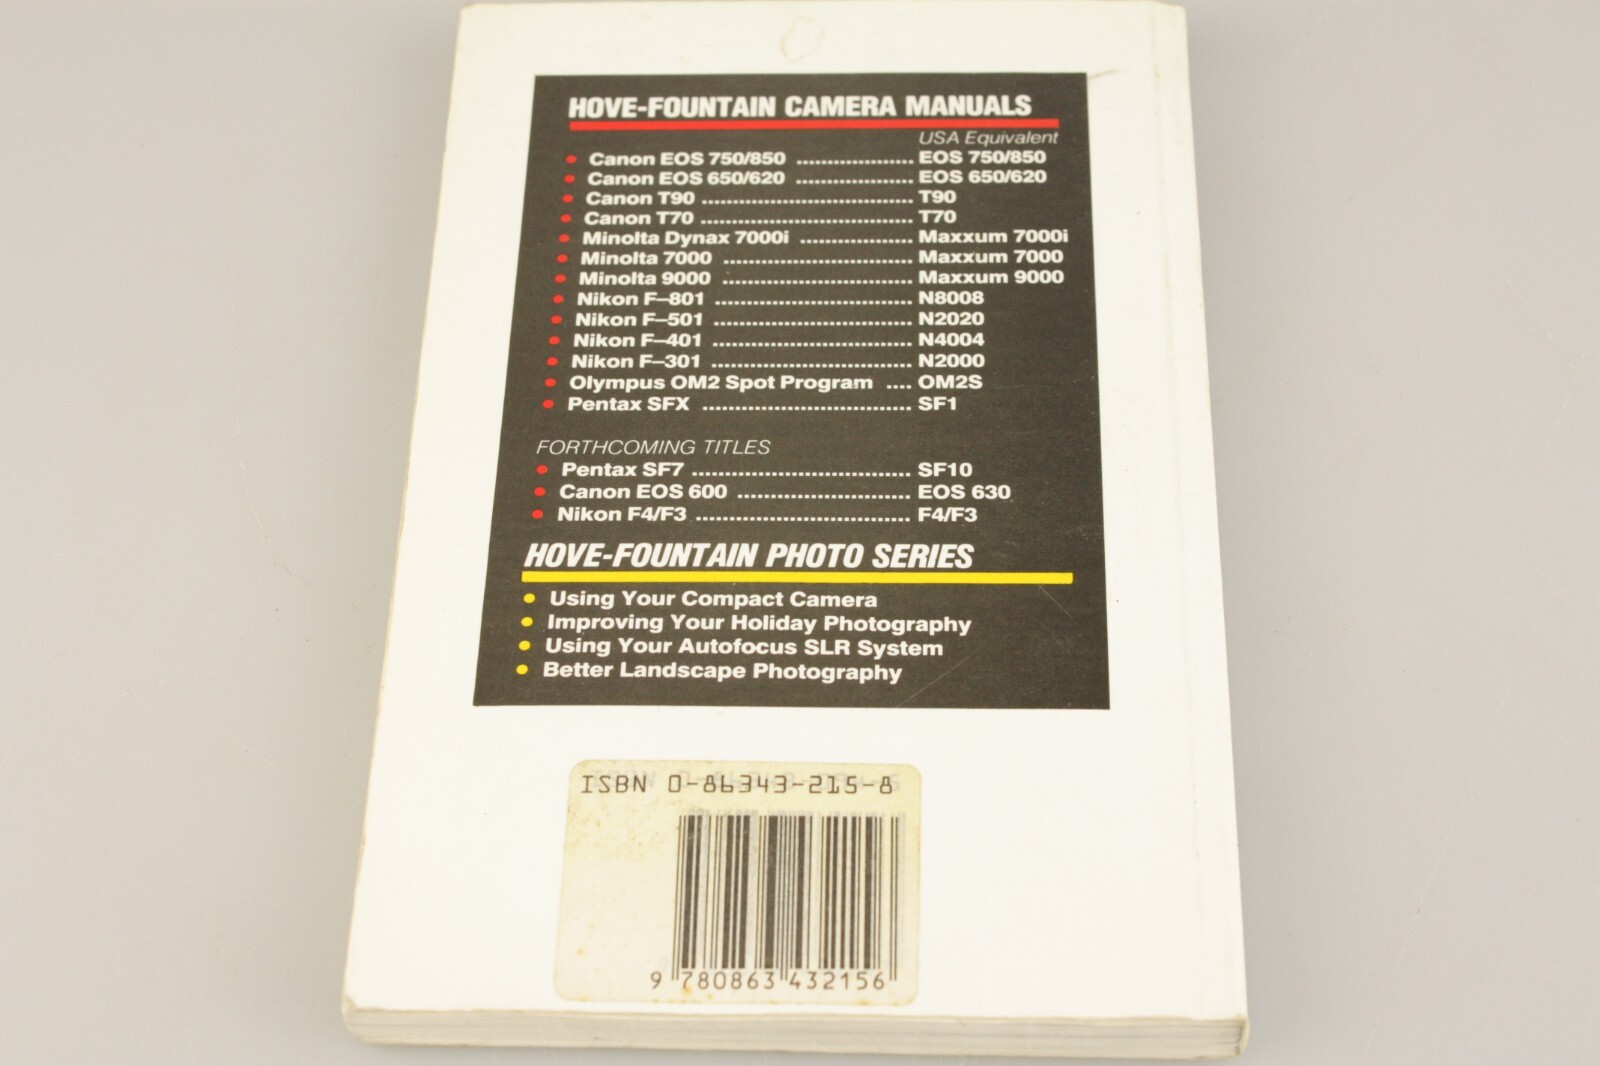 HOVE-FOUNTAIN CAMERA MANUALS
USA Equivalent
• Canon EOS 750/850 .................... EOS 750/850
• Canon EOS 650/620 .................... EOS 650/620
• Canon T90 .................................... T90
• Canon T70 .................................... T70
• Minolta Dynax 7000i ................... Maxxum 7000i
• Minolta 7000 ................................ Maxxum 7000
• Minolta 9000 ................................ Maxxum 9000
• Nikon F–801 ................................. N8008
• Nikon F–501 ................................. N2020
• Nikon F–401 ................................. N4004
• Nikon F–301 ................................. N2000
• Olympus OM2 Spot Program .... OM2S
• Pentax SFX ................................... SF1
FORTHCOMING TITLES
• Pentax SF7 .................................... SF10
• Canon EOS 600 ............................ EOS 630
• Nikon F4/F3 ................................... F4/F3
HOVE-FOUNTAIN PHOTO SERIES
• Using Your Compact Camera
• Improving Your Holiday Photography
• Using Your Autofocus SLR System
• Better Landscape Photography
ISBN 0-86343-215-8
9 780863 432156